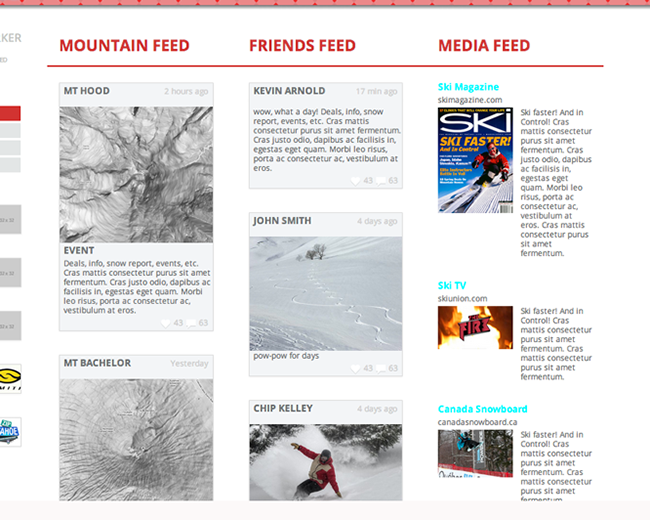 KER
ED
MOUNTAIN FEED
MT HOOD 2 hours ago
EVENT
Deals, info, snow report, events, etc.
Cras mattis consectetur purus sit amet
fermentum. Cras justo odio, dapibus ac
facilisis in, egestas eget quam. Morbi
leo risus, porta ac consectetur ac,
vestibulum at eros.
43 63
MT BACHELOR Yesterday
FRIENDS FEED
KEVIN ARNOLD 17 min ago
wow, what a day! Deals, info, snow
report, events, etc. Cras mattis
consectetur purus sit amet fermentum.
Cras justo odio, dapibus ac facilisis in,
egestas eget quam. Morbi leo risus,
porta ac consectetur ac, vestibulum at
eros.
43 63
JOHN SMITH 4 days ago
pow-pow for days
43 63
CHIP KELLEY 4 days ago
MEDIA FEED
Ski Magazine
skimagazine.com
SKI
SKI FASTER!
And in Control
Ski faster! And in
Control! Cras
mattis consectetur
purus sit amet
fermentum. Cras
justo odio, dapibus
ac facilisis in,
egestas eget
quam. Morbi leo
risus, porta ac
consectetur ac,
vestibulum at
eros. Cras mattis
consectetur purus
sit amet
fermentum.
Ski TV
skiunion.com
FIRE
Ski faster! And in
Control! Cras
mattis consectetur
purus sit amet
fermentum. Cras
mattis consectetur
purus sit amet
fermentum.
Canada Snowboard
canadasnowboard.ca
Ski faster! And in
Control! Cras
mattis consectetur
purus sit amet
fermentum. Cras
mattis consectetur
purus sit amet